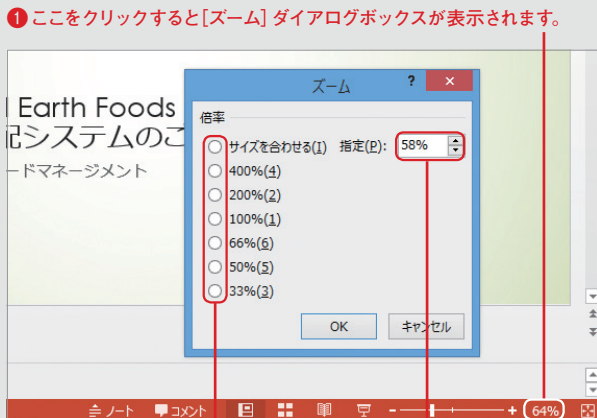 ❶ここをクリックすると［ズーム］ダイアログボックスが表示されます。
Earth Foods
システムのご
ードマネージメント
ズーム ? ×
倍率
サイズを合わせる(I) 指定(P): 58%
400%(4)
200%(2)
100%(1)
66%(6)
50%(5)
33%(3)
OK キャンセル
ノート コメント - + 64%